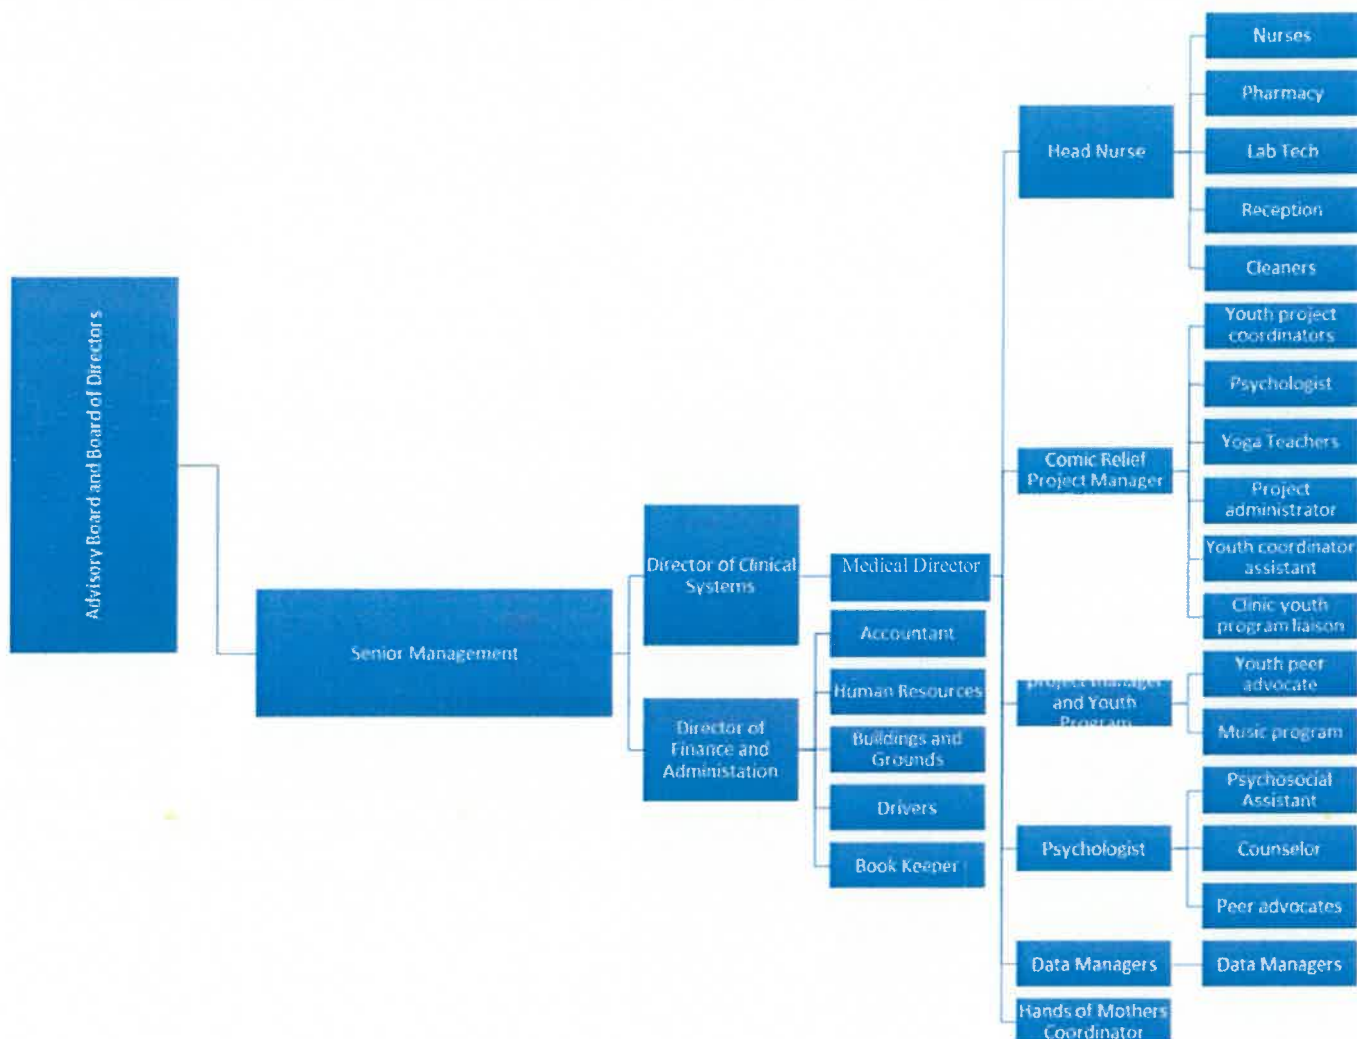 Advisory Board and Board of Directors
Senior Management
Director of Clinical
Systems
Director of
Finance and
Administation
Medical Director
Accountant
Human Resources
Buildings and
Grounds
Drivers
Book Keeper
Head Nurse
Comic Relief
Project Manager
project manager
and Youth
Program
Psychologist
Data Managers
Hands of Mothers
Coordinator
Nurses
Pharmacy
Lab Tech
Reception
Cleaners
Youth project
coordinators
Psychologist
Yoga Teachers
Project
administrator
Youth coordinator
assistant
Clinic youth
program liaison
Youth peer
advocate
Music program
Psychosocial
Assistant
Counselor
Peer advocates
Data Managers